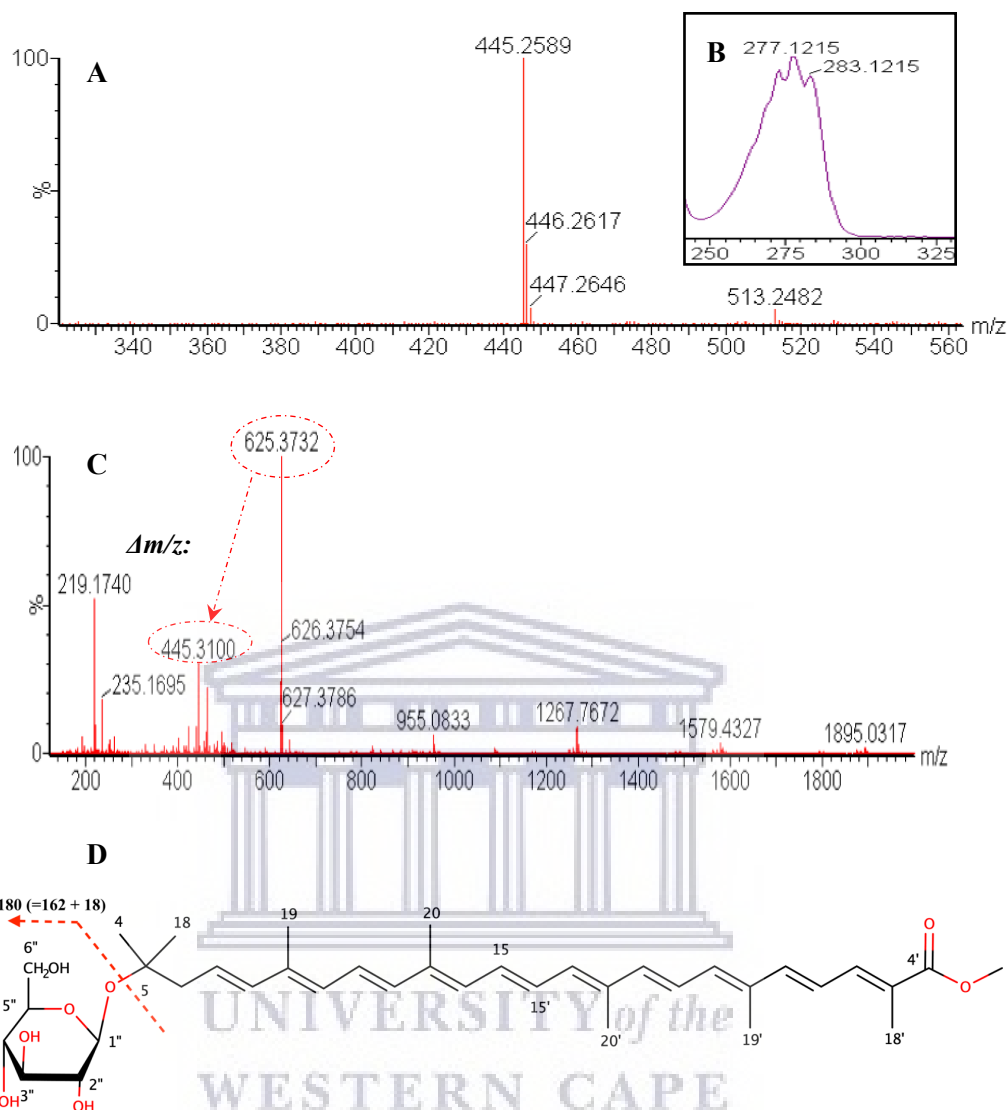 A
445.2589
446.2617
447.2646
513.2482
100
%
0
340 360 380 400 420 440 460 480 500 520 540 560 m/z
B
277.1215
283.1215
250 275 300 325
C
625.3732
Δm/z:
219.1740
235.1695
445.3100
626.3754
627.3786
955.0833
1267.7672
1579.4327
1895.0317
100
%
0
200 400 600 800 1000 1200 1400 1600 1800 m/z
D
180 (=162 + 18)
4 18 19 20 15 O 4'
6"
CH2OH
O 5
O
5"
O
OH
1"
15'
20'
19'
18'
3"
2"
OH
OH
UNIVERSITY of the
WESTERN CAPE